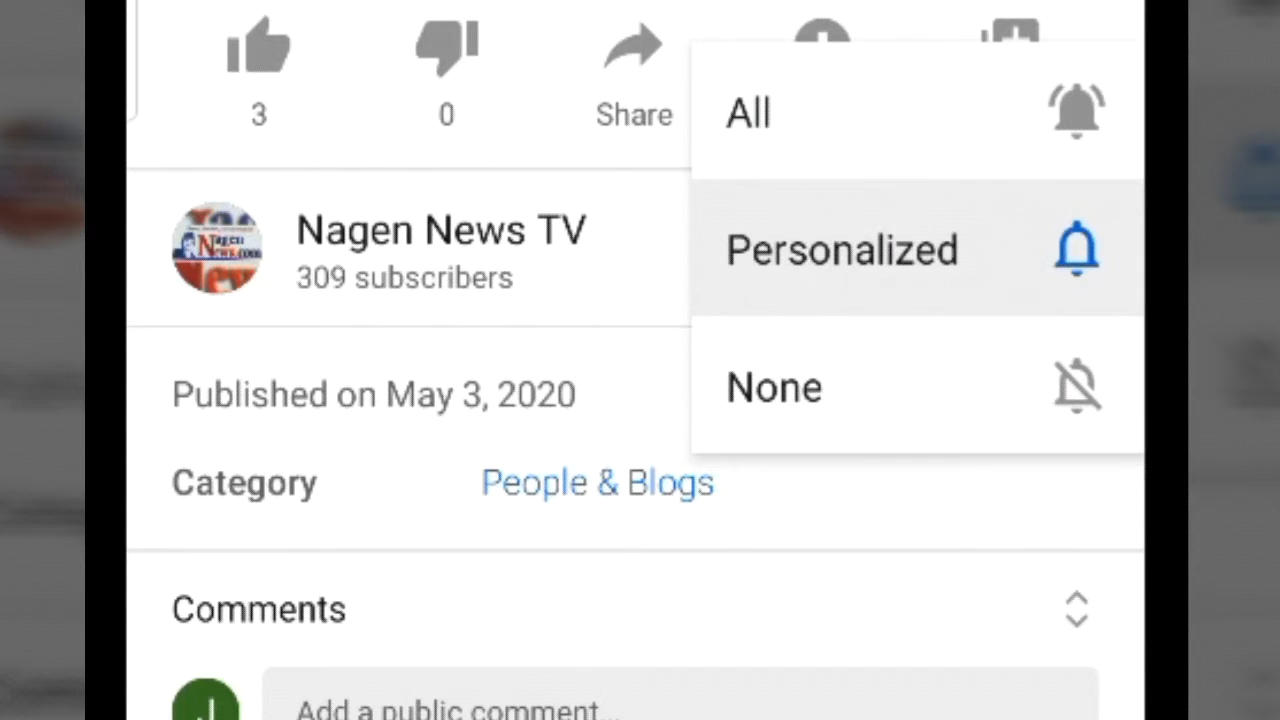 3
0
Share
All
Personalized
None
Nagen News TV
309 subscribers
Published on May 3, 2020
Category
People & Blogs
Comments
J
Add a public comment...